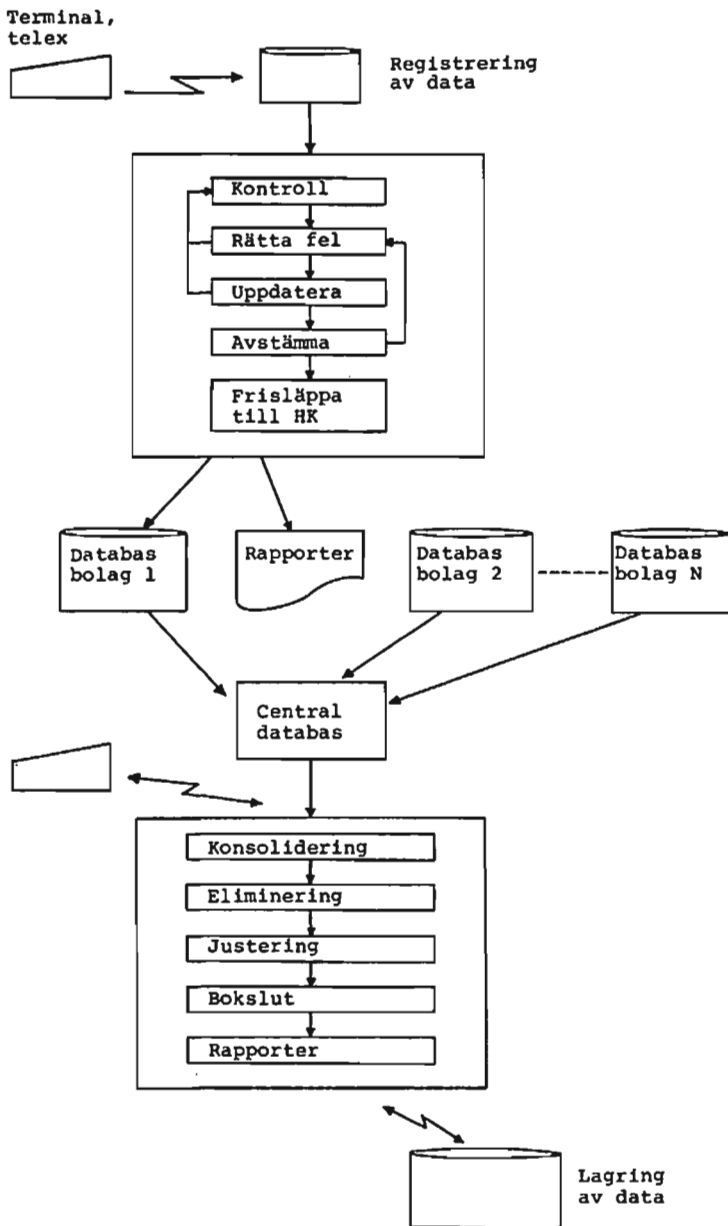 Terminal,
telex
Registrering
av data
Kontroll
Rätta fel
Uppdatera
Avstämma
Frisläppa
till HK
Databas
bolag 1
Rapporter
Databas
bolag 2
Databas
bolag N
Central
databas
Konsolidering
Eliminering
Justering
Bokslut
Rapporter
Lagring
av data